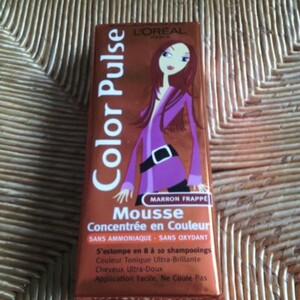 L'ORÉAL
PARIS
Color Pulse
MARRON FRAPPÉ
Mousse
Concentrée en Couleur
SANS AMMONIAQUE - SANS OXYDANT
S'estompe en 8 à 10 shampooings
Couleur Tonique Ultra-Brillante
Cheveux Ultra-Doux
Application Facile, Ne Coule Pas